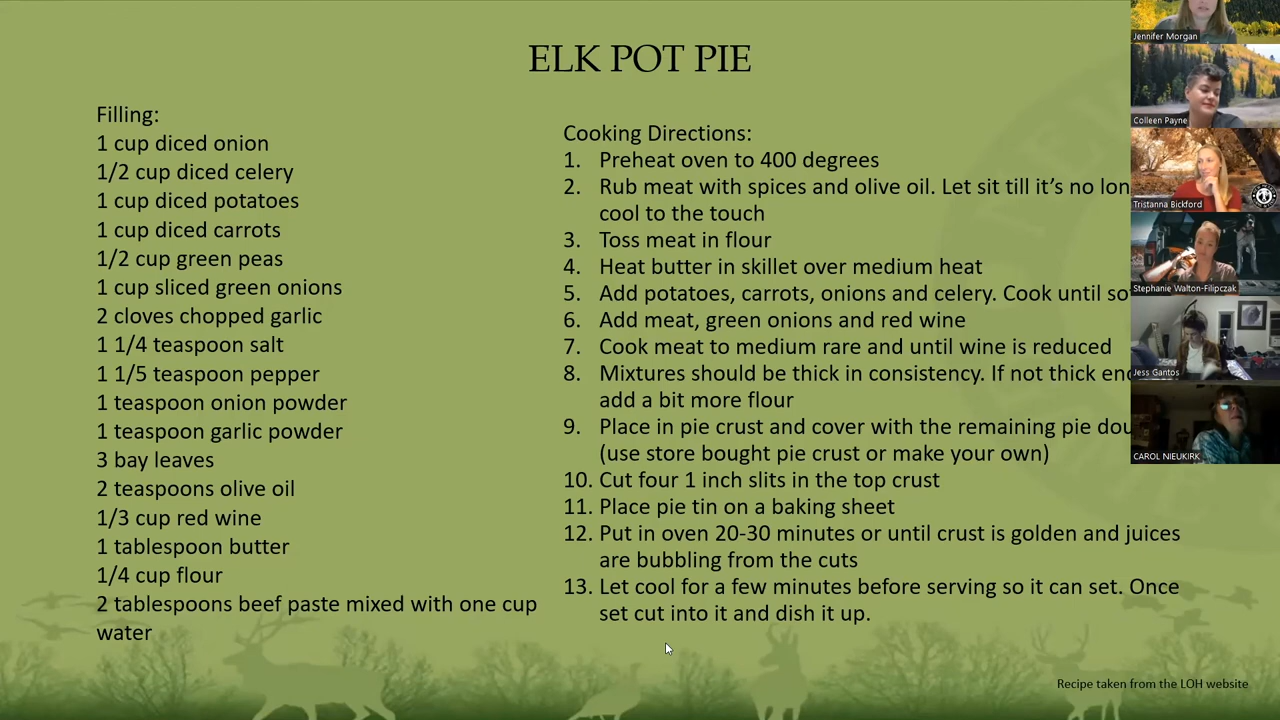 ELK POT PIE
Filling:
1 cup diced onion
1/2 cup diced celery
1 cup diced potatoes
1 cup diced carrots
1/2 cup green peas
1 cup sliced green onions
2 cloves chopped garlic
1 1/4 teaspoon salt
1 1/5 teaspoon pepper
1 teaspoon onion powder
1 teaspoon garlic powder
3 bay leaves
2 teaspoons olive oil
1/3 cup red wine
1 tablespoon butter
1/4 cup flour
2 tablespoons beef paste mixed with one cup
water
Cooking Directions:
1. Preheat oven to 400 degrees
2. Rub meat with spices and olive oil. Let sit till it’s no
cool to the touch
3. Toss meat in flour
4. Heat butter in skillet over medium heat
5. Add potatoes, carrots, onions and celery. Cook until
6. Add meat, green onions and red wine
7. Cook meat to medium rare and until wine is reduced
8. Mixtures should be thick in consistency. If not thick
add a bit more flour
9. Place in pie crust and cover with the remaining pie
(use store bought pie crust or make your own)
10. Cut four 1 inch slits in the top crust
11. Place pie tin on a baking sheet
12. Put in oven 20-30 minutes or until crust is golden and juices
are bubbling from the cuts
13. Let cool for a few minutes before serving so it can set. Once
set cut into it and dish it up.
Recipe taken from the LOH website
Jennifer Morgan
Colleen Payne
Tristanna Bickford
Stephanie Walton-Filipczak
Jess Gantos
CAROL NIEUKIRK